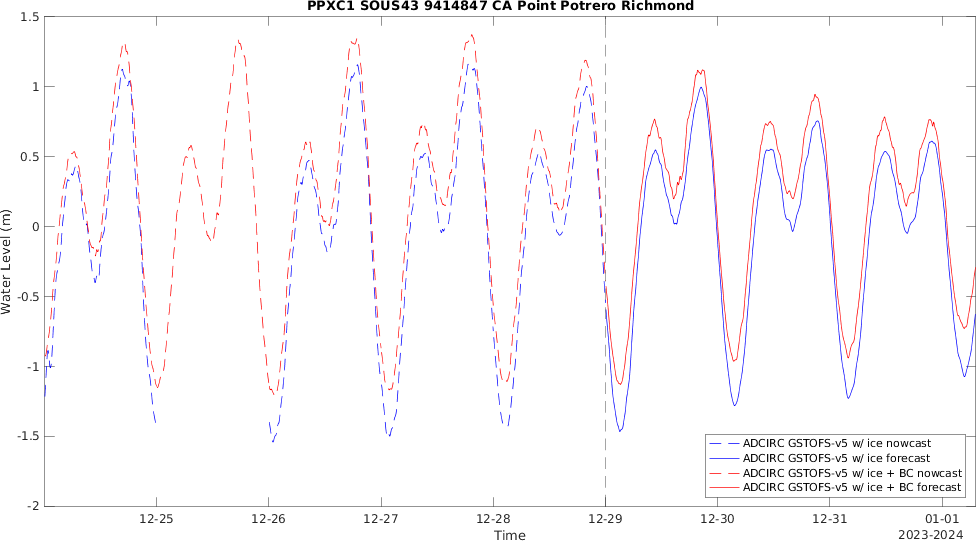 PPXC1 SOUS43 9414847 CA Point Potrero Richmond
Water Level (m)
1.5
1
0.5
0
-0.5
-1
-1.5
-2
12-25 12-26 12-27 12-28 12-29 12-30 12-31 01-01
Time
2023-2024
ADCIRC GSTOFS-v5 w/ ice nowcast
ADCIRC GSTOFS-v5 w/ ice forecast
ADCIRC GSTOFS-v5 w/ ice + BC nowcast
ADCIRC GSTOFS-v5 w/ ice + BC forecast